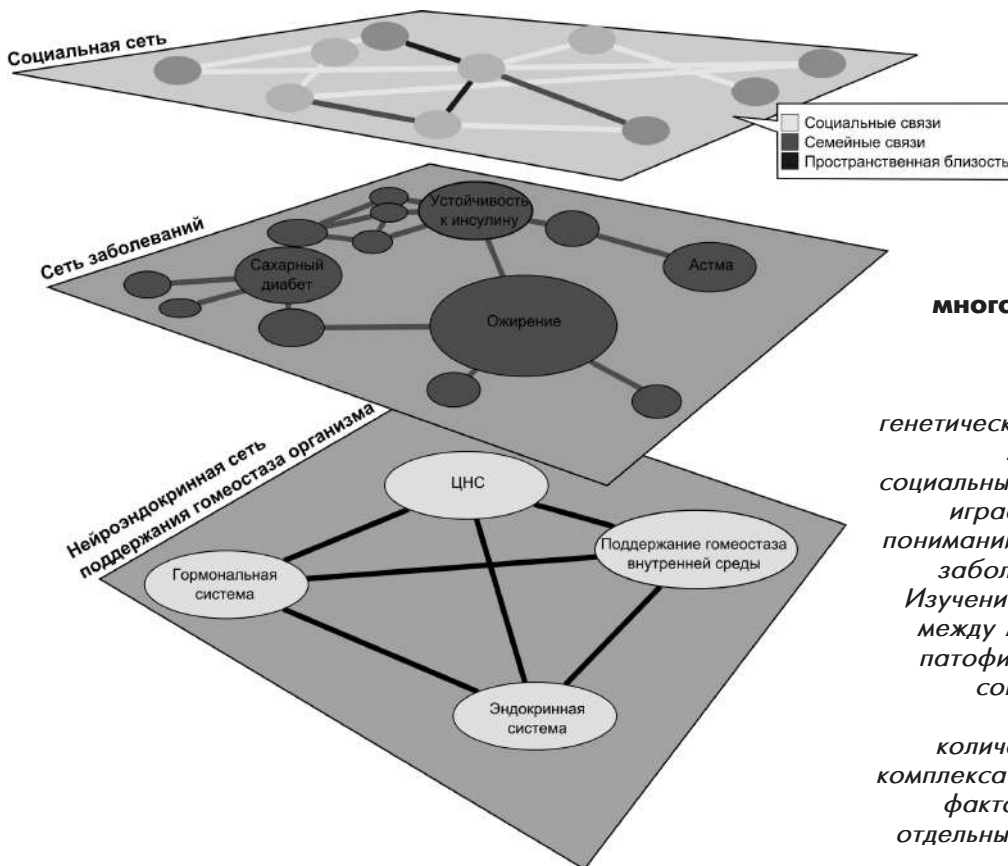 Социальная сеть
Социальные связи
Семейные связи
Пространственная близость
Сеть заболеваний
Устойчивость
к инсулину
Сахарный
диабет
Астма
Ожирение
Нейроэндокринная сеть
поддержания гомеостаза организма
ЦНС
Гормональная
система
Поддержание гомеостаза
внутренней среды
Эндокринная
система
много
генетическ
социальны
играе
понимани
забол
Изучени
между
патофи
количе
комплекса
факто
отдельны